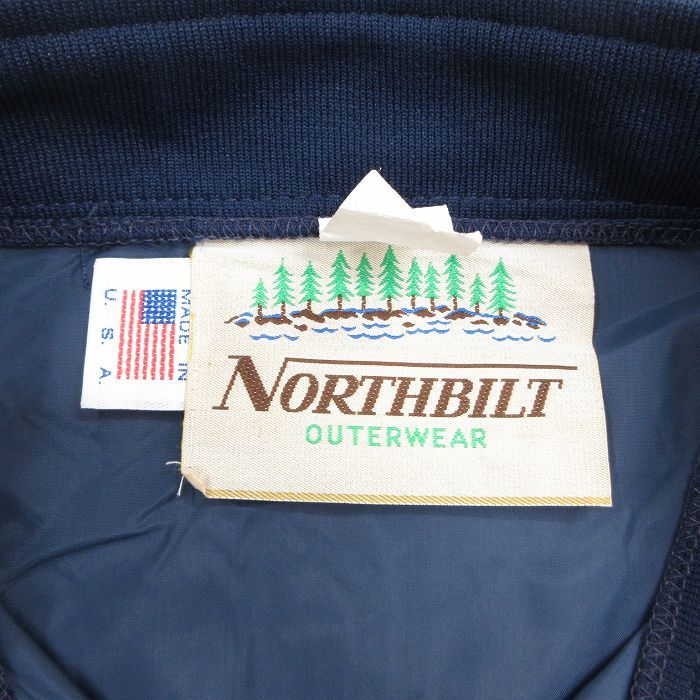 MADE IN
U. S. A.
NORTHBILT
OUTERWEAR